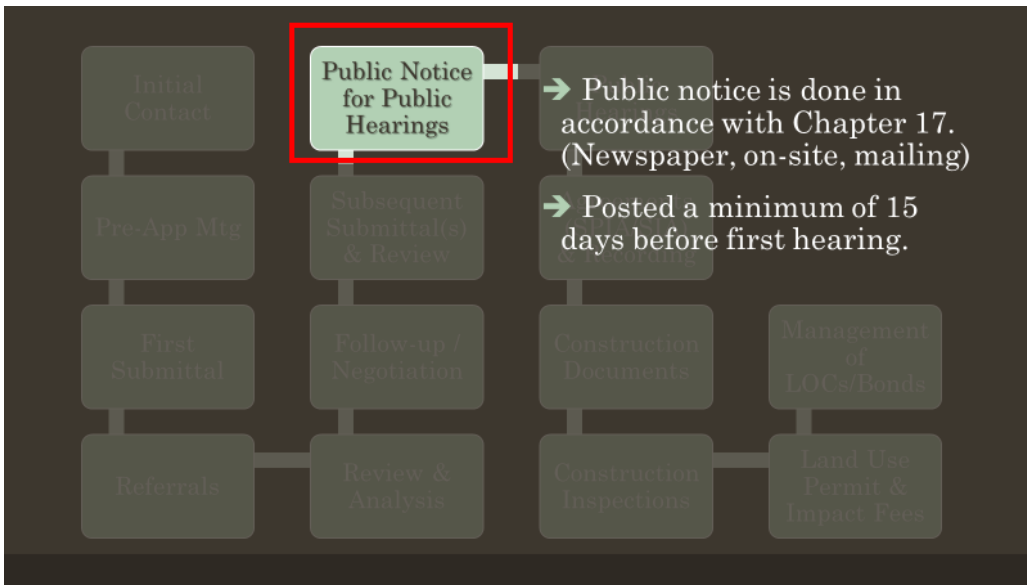 Initial
Contact
Pre-App Mtg
First
Submittal
Referrals
Review &
Analysis
Follow-up /
Negotiation
Subsequent
Submittal(s)
& Review
Public Notice
for Public
Hearings
➔ Public notice is done in
accordance with Chapter 17.
(Newspaper, on-site, mailing)
➔ Posted a minimum of 15
days before first hearing.
Hearings
& Recording
Construction
Documents
Construction
Inspections
Land Use
Permit &
Impact Fees
Management
of
LOCs/Bonds